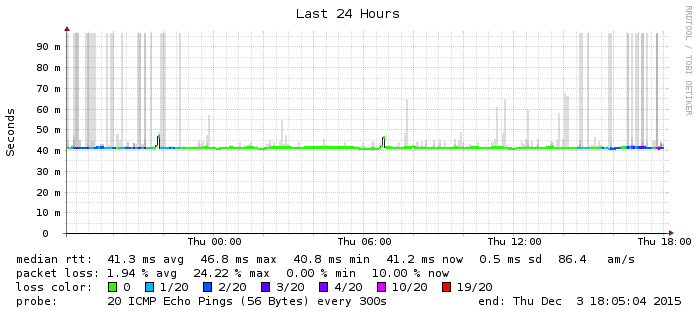 Last 24 Hours
RRDTOOL / TOBI OETIKER
Seconds
90 m
80 m
70 m
60 m
50 m
40 m
30 m
20 m
10 m
0
Thu 00:00 Thu 06:00 Thu 12:00 Thu 18:00
median rtt: 41.3 ms avg 46.8 ms max 40.8 ms min 41.2 ms now 0.5 ms sd 86.4 am/s
packet loss: 1.94 % avg 24.22 % max 0.00 % min 10.00 % now
loss color: 0 1/20 2/20 3/20 4/20 10/20 19/20
probe: 20 ICMP Echo Pings (56 Bytes) every 300s end: Thu Dec 3 18:05:04 2015